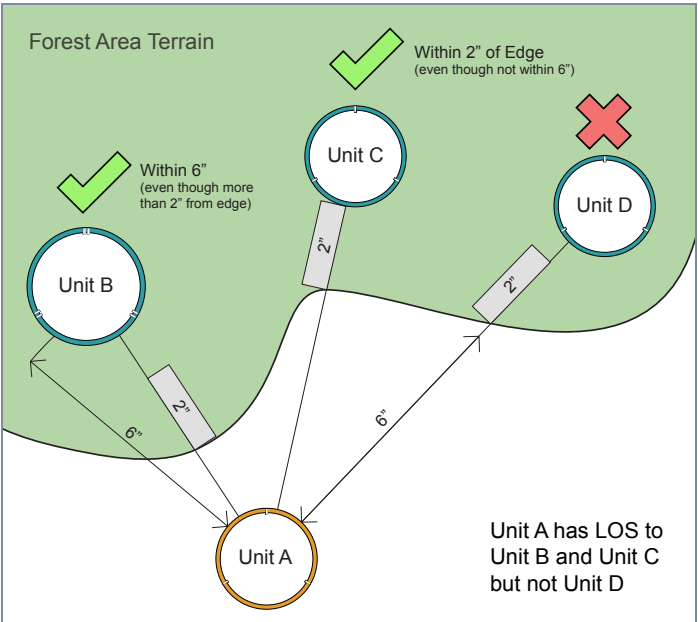 Forest Area Terrain
Within 2” of Edge
(even though not within 6”)
Unit C
Unit D
Within 6”
(even though more
than 2” from edge)
Unit B
2”
2”
2”
6”
6”
Unit A
Unit A has LOS to
Unit B and Unit C
but not Unit D